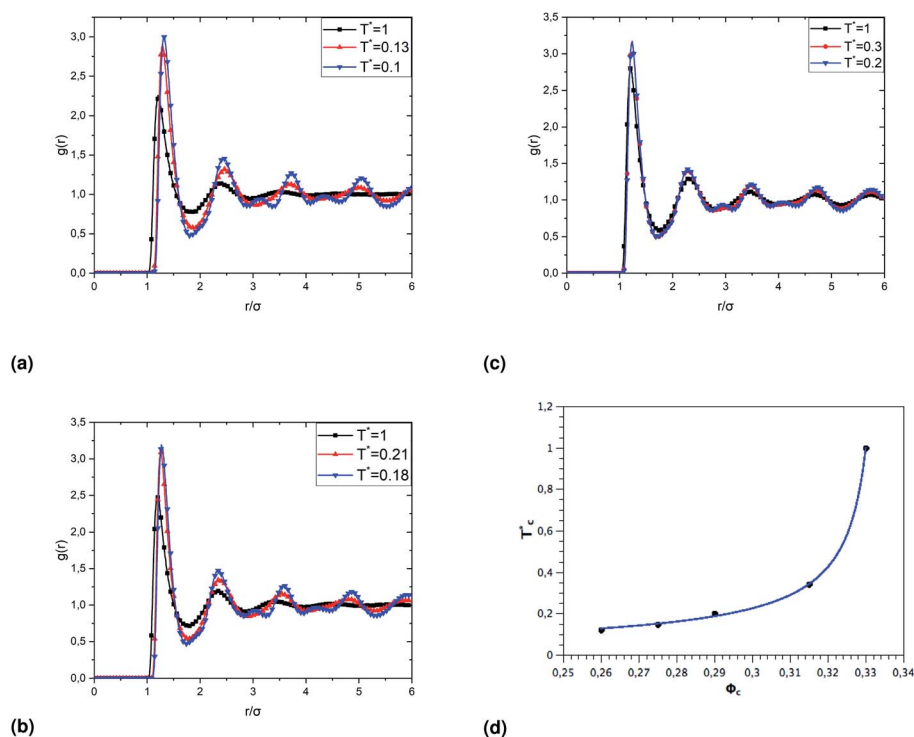 3,5
3,0
2,5
2,0
1,5
1,0
0,5
0,0
g(r)
T*=1
T*=0.13
T*=0.1
0 1 2 3 4 5 6
r/σ
(a)
3,5
3,0
2,5
2,0
1,5
1,0
0,5
0,0
g(r)
T*=1
T*=0.3
T*=0.2
0 1 2 3 4 5 6
r/σ
(c)
3,5
3,0
2,5
2,0
1,5
1,0
0,5
0,0
g(r)
T*=1
T*=0.21
T*=0.18
0 1 2 3 4 5 6
r/σ
(b)
1,2
1
0,8
0,6
0,4
0,2
0
T*c
0,25 0,26 0,27 0,28 0,29 0,3 0,31 0,32 0,33 0,34
Φc
(d)